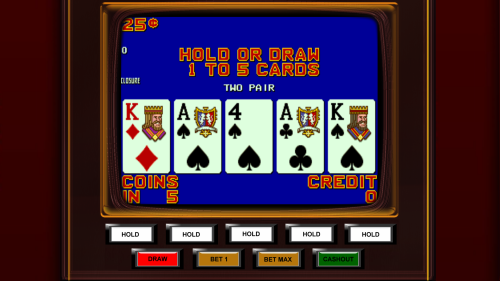 25¢
0
HOLD OR DRAW
1 TO 5 CARDS
CLOSURE
TWO PAIR
K A 4 A K
COINS
IN 5
CREDIT
0
HOLD HOLD HOLD HOLD HOLD
DRAW BET 1 BET MAX CASHOUT